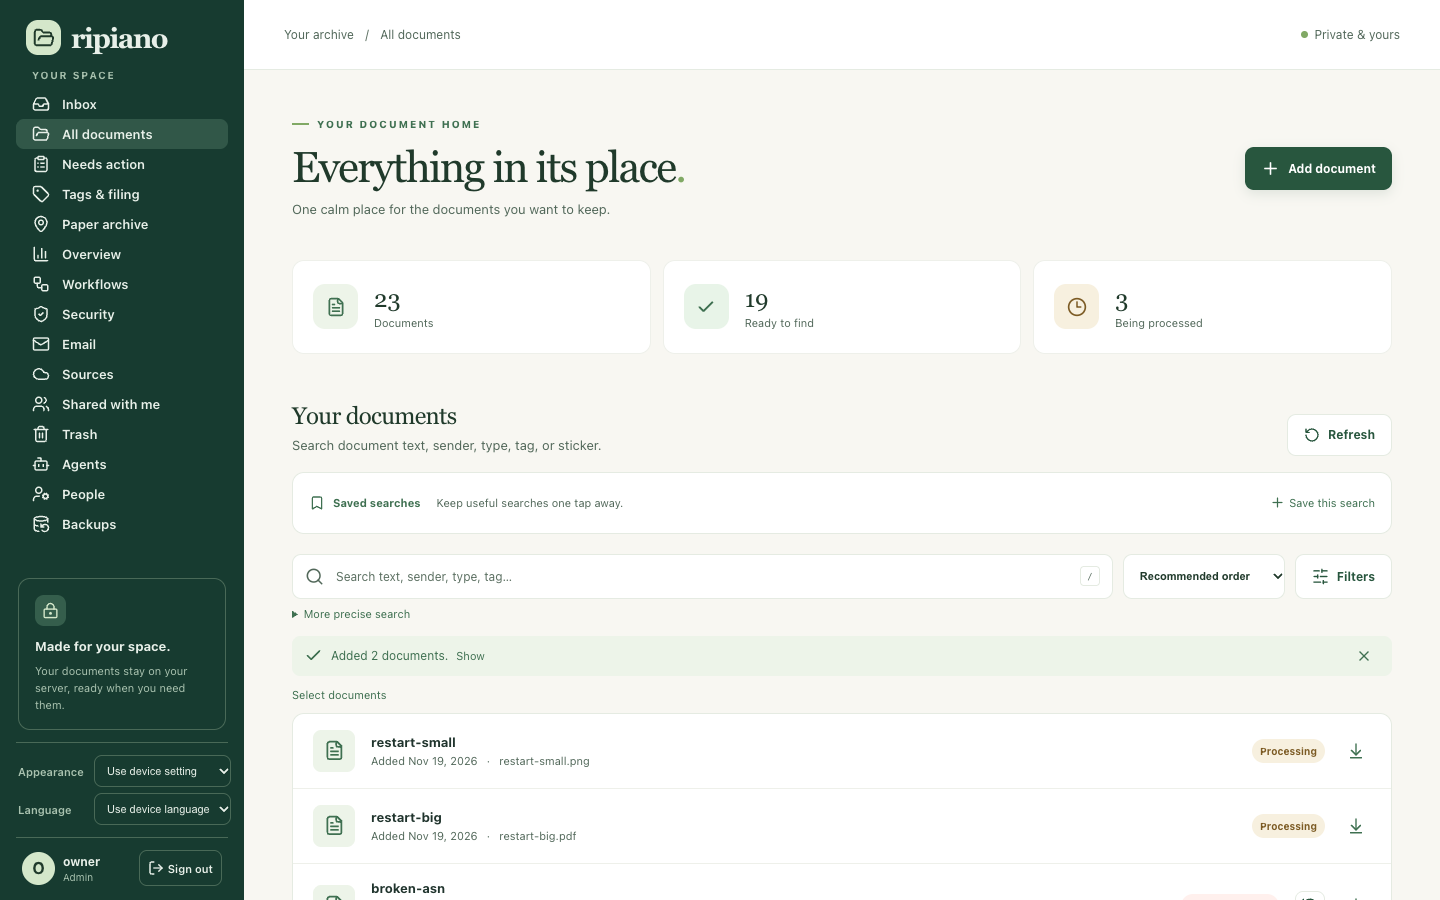 ripiano
YOUR SPACE
Inbox
All documents
Needs action
Tags & filing
Paper archive
Overview
Workflows
Security
Email
Sources
Shared with me
Trash
Agents
People
Backups
Made for your space.
Your documents stay on your
server, ready when you need
them.
Appearance Use device setting
Language Use device language
O owner
Admin
Sign out
Your archive / All documents
Private & yours
YOUR DOCUMENT HOME
Everything in its place.
One calm place for the documents you want to keep.
Add document
23
Documents
19
Ready to find
3
Being processed
Your documents
Search document text, sender, type, tag, or sticker.
Refresh
Saved searches Keep useful searches one tap away.
Save this search
Search text, sender, type, tag... /
Recommended order
Filters
More precise search
Added 2 documents. Show
Select documents
restart-small
Added Nov 19, 2026 · restart-small.png
Processing
restart-big
Added Nov 19, 2026 · restart-big.pdf
Processing
broken-asn